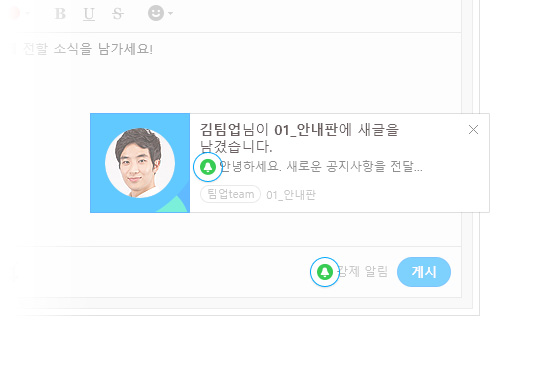 B U S
전할 소식을 남가세요!
김팀업님이 01_안내판에 새글을
남겼습니다.
안녕하세요. 새로운 공지사항을 전달...
팀업team 01_안내판
강제 알림 게시